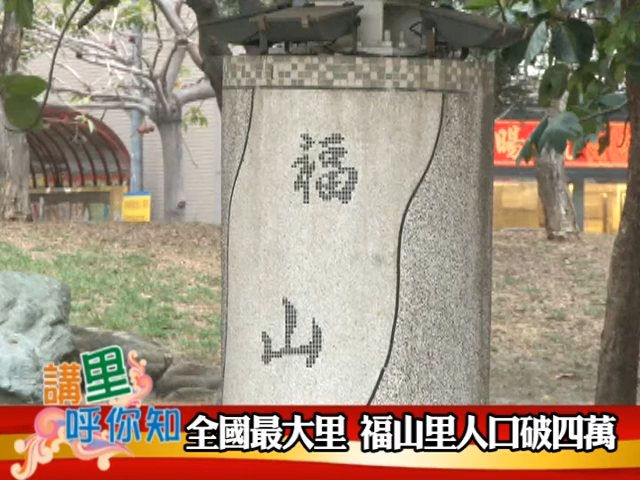 福
山
講里
呼你知
全國最大里 福山里人口破四萬